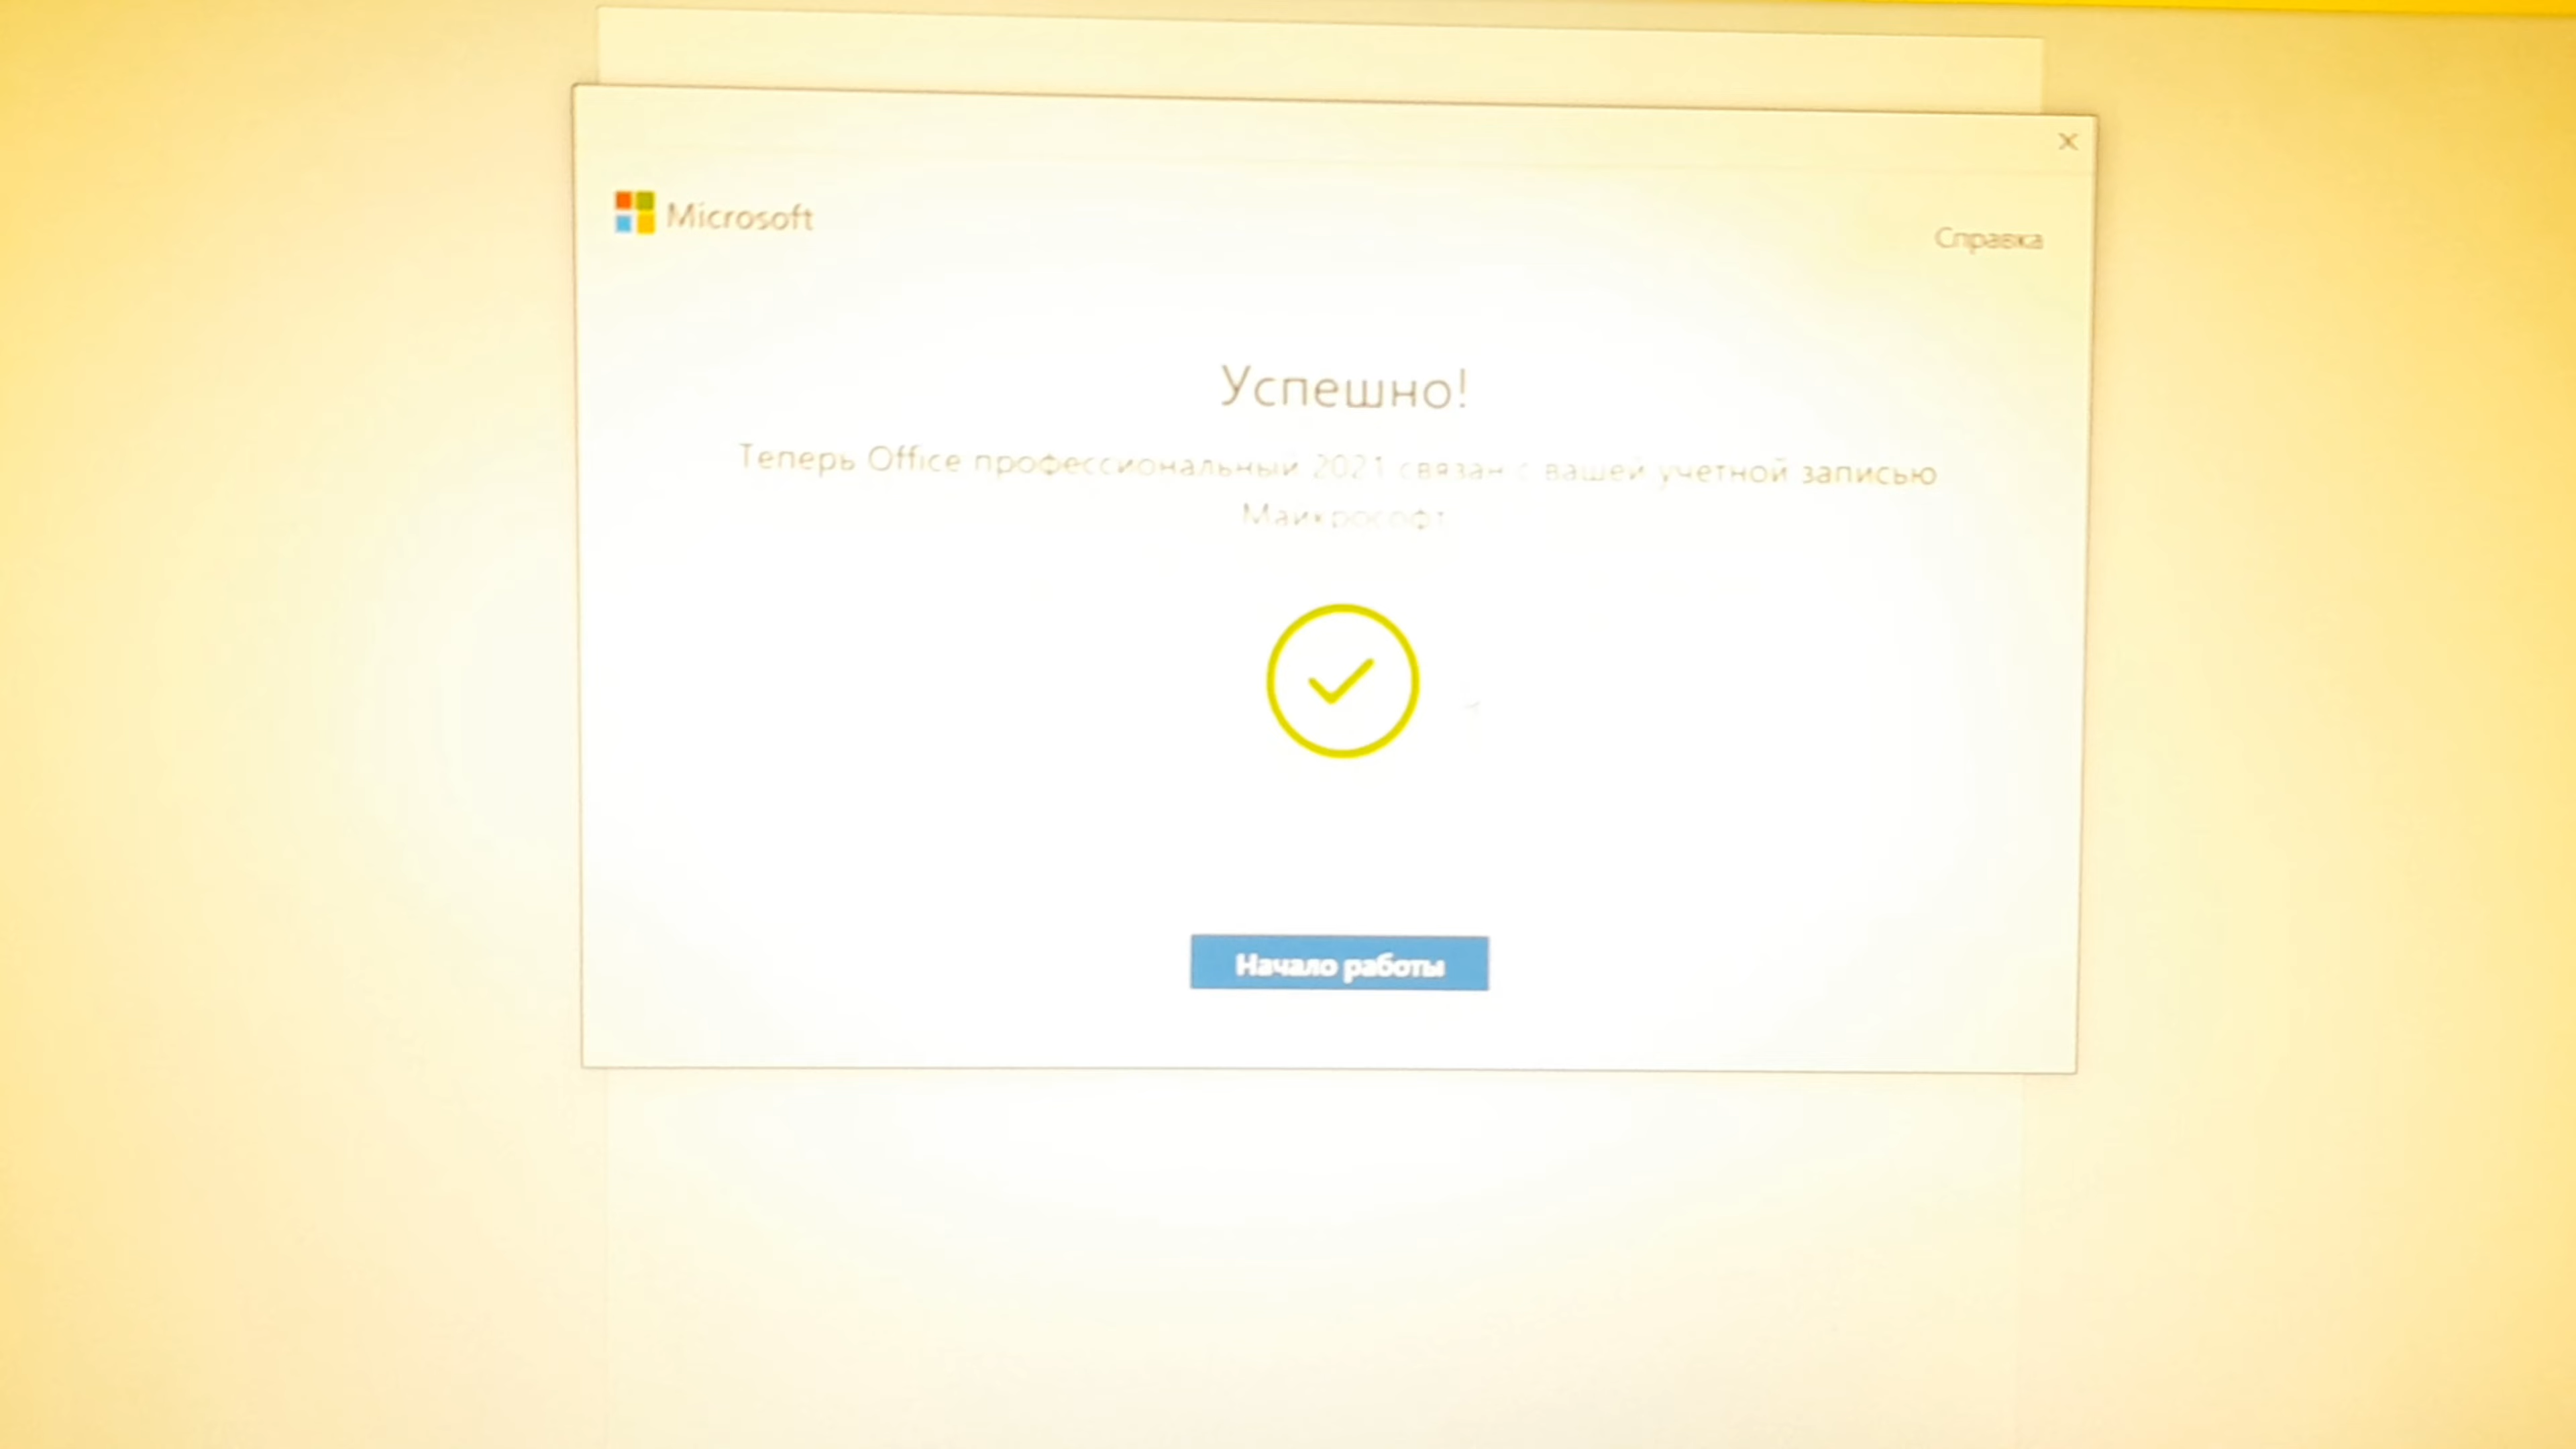 Microsoft
Справка
Успешно!
Теперь Office профессиональный 2021 связан с вашей учетной записью
Майкрософт
Начало работы